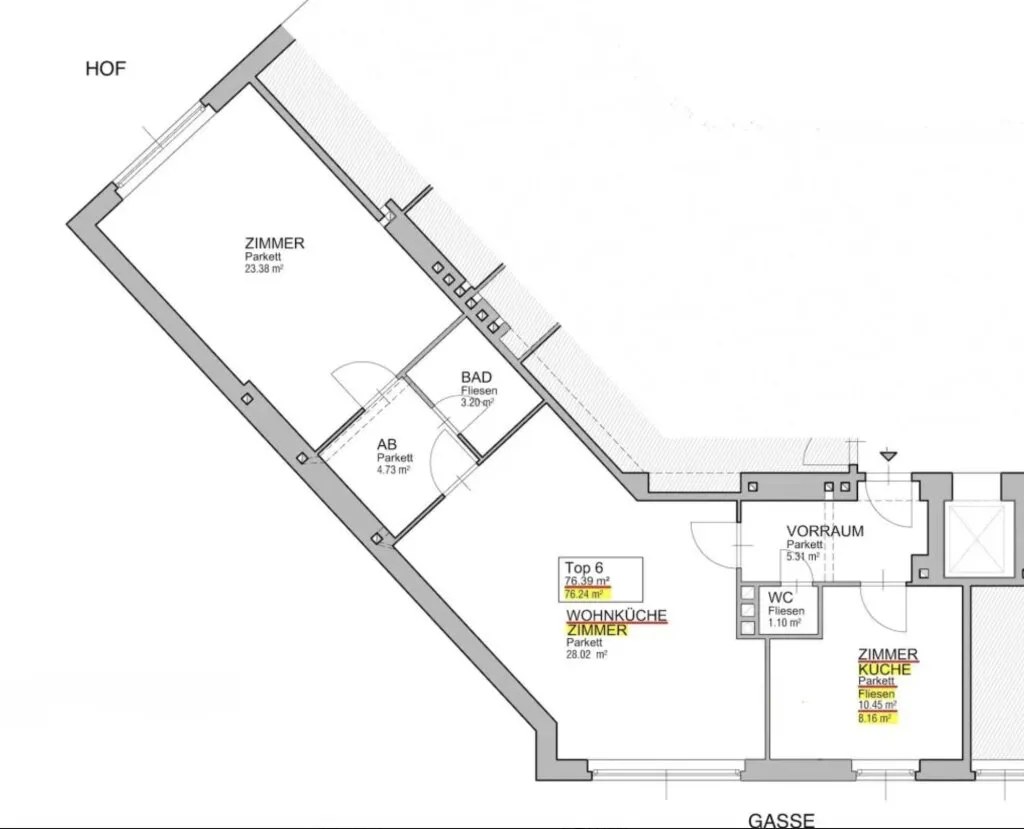 HOF
ZIMMER
Parkett
23.38 m²
BAD
Fliesen
3.20 m²
AB
Parkett
4.73 m²
VORRAUM
Parkett
5.31 m²
Top 6
76.39 m²
76.24 m²
WOHNKÜCHE
ZIMMER
Parkett
28.02 m²
WC
Fliesen
1.10 m²
ZIMMER
KÜCHE
Parkett
Fliesen
10.45 m²
8.16 m²
GASSE